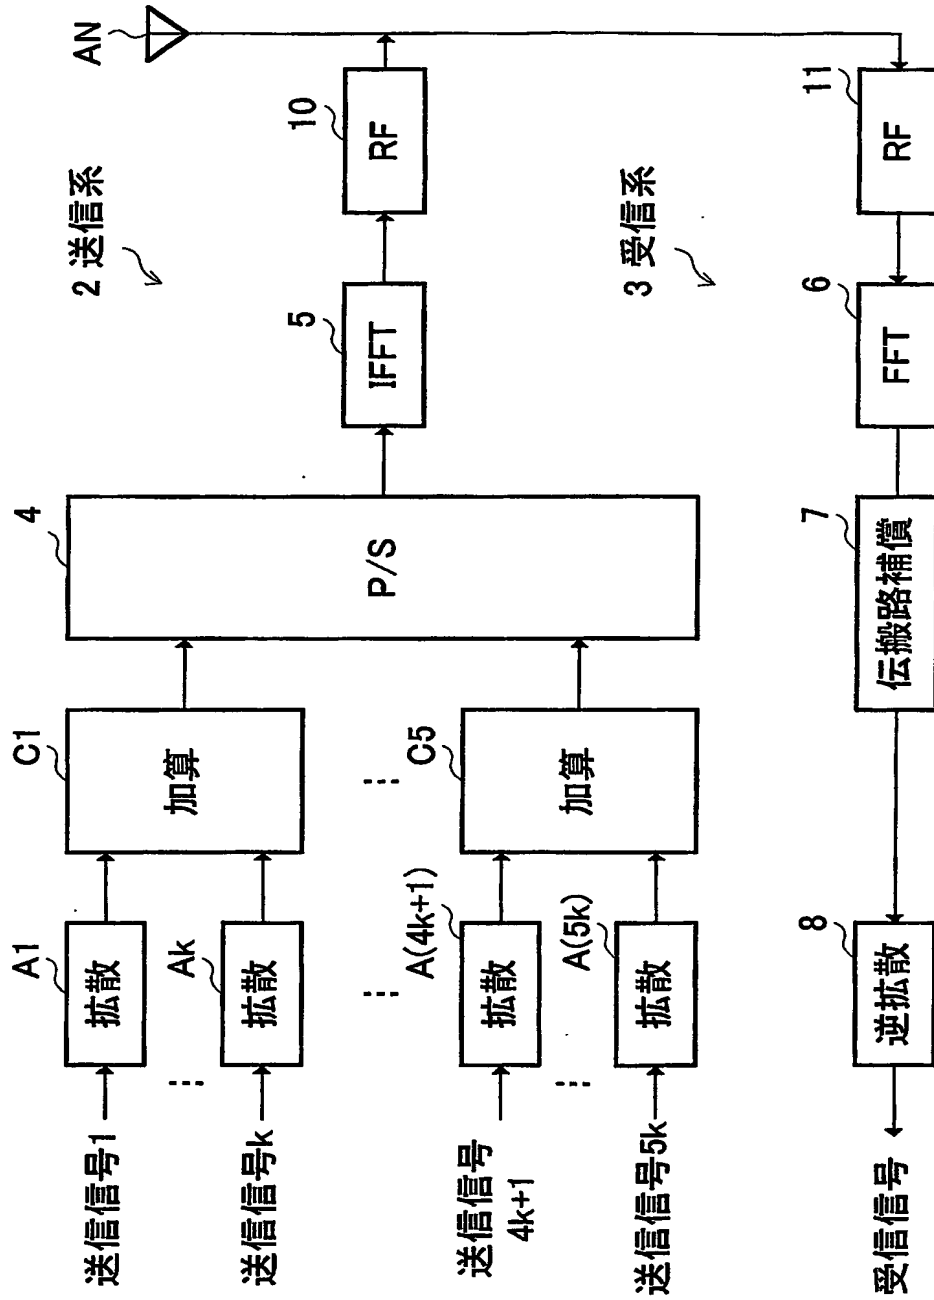 AN
2 送信系
10
RF
5
IFFT
4
P/S
C1
加算
C5
加算
A1
拡散
Ak
拡散
A(4k+1)
拡散
A(5k)
拡散
送信信号1
送信信号k
送信信号
4k+1
送信信号5k
3 受信系
11
RF
6
FFT
7
伝搬路補償
8
逆拡散
受信信号